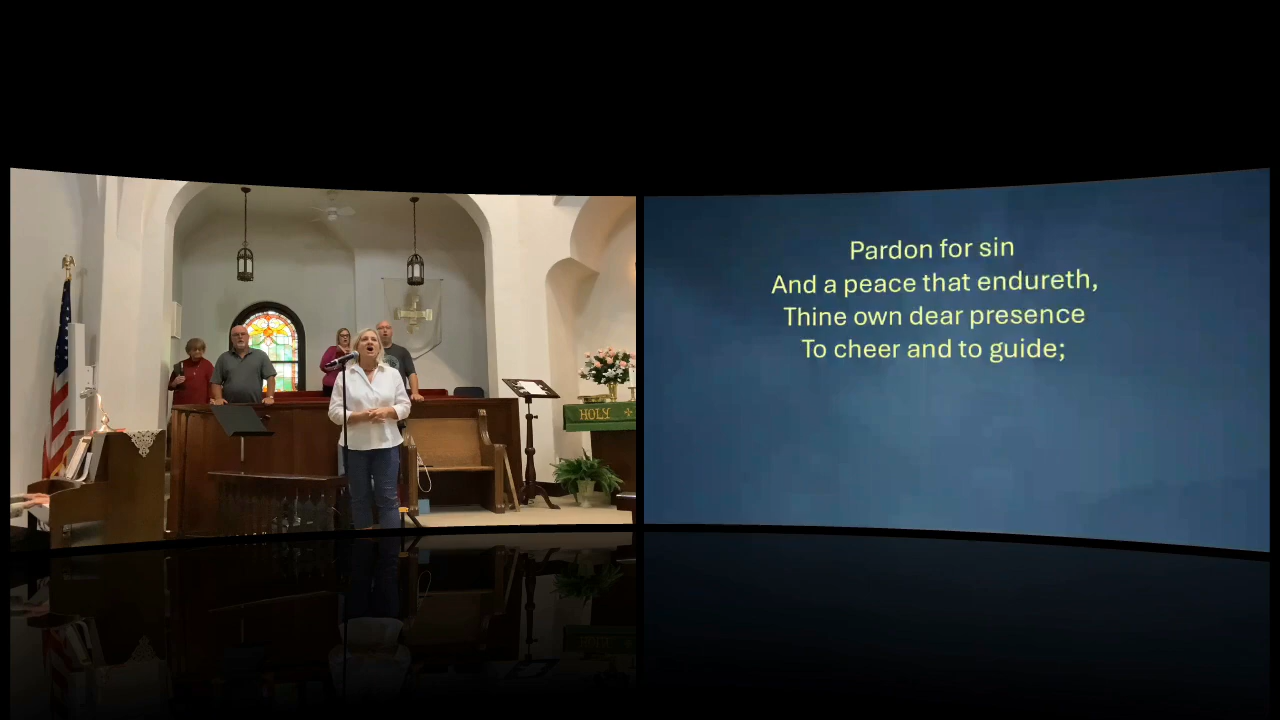 HOLY
Pardon for sin
And a peace that endureth,
Thine own dear presence
To cheer and to guide;